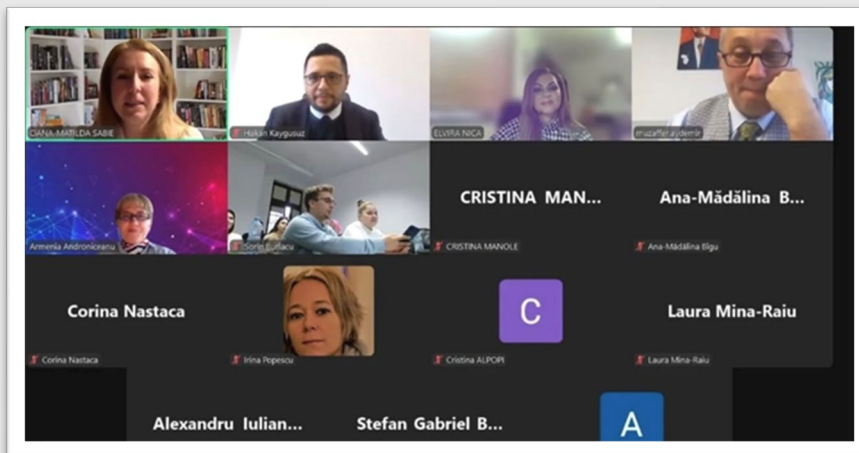 OANA-MATILDA SABIE
Hakan Kaygusuz
ELVIRA NICA
muzaffer.aydemir
Armenia Androniceanu
Sorin Burlacu
CRISTINA MAN...
CRISTINA MANOLE
Ana-Mădălina B...
Ana-Mădălina Bîgu
Corina Nastaca
Corina Nastaca
Irina Popescu
C
Cristina ALPOPI
Laura Mina-Raiu
Laura Mina-Raiu
Alexandru Iulian...
Stefan Gabriel B...
A